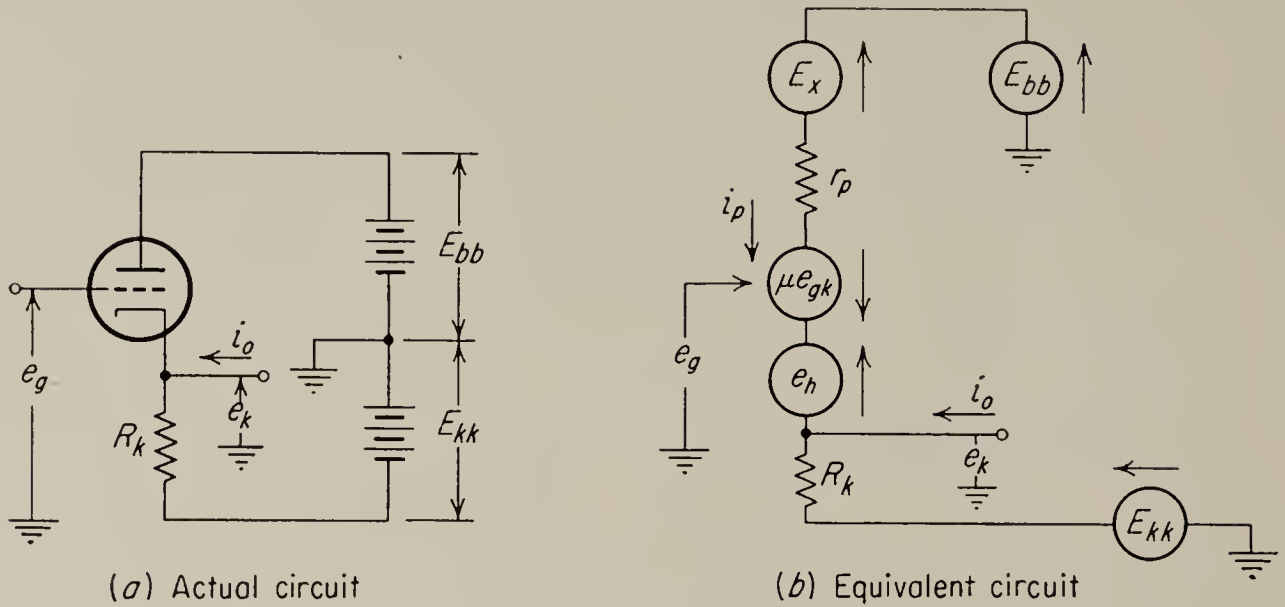 E_bb
i_o
e_g
e_k
R_k
E_kk
(a) Actual circuit
E_x
E_bb
r_p
i_p
μe_gk
e_g
e_h
i_o
e_k
R_k
E_kk
(b) Equivalent circuit